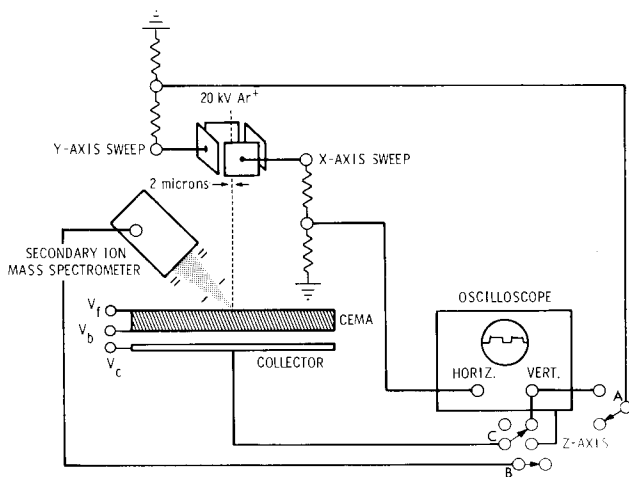 20 kV Ar+
Y-AXIS SWEEP
X-AXIS SWEEP
2 microns
SECONDARY ION
MASS SPECTROMETER
Vf
CEMA
Vb
Vc
COLLECTOR
OSCILLOSCOPE
HORIZ.
VERT.
A
C
Z-AXIS
B